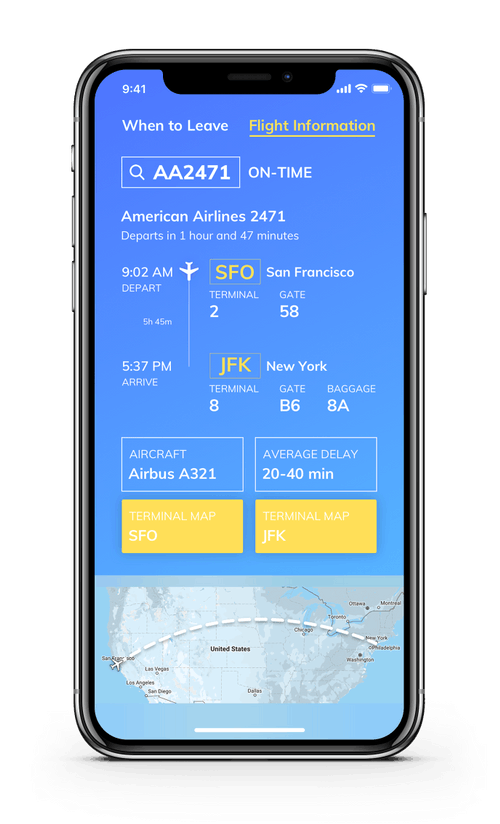 9:41
When to Leave Flight Information
AA2471 ON-TIME
American Airlines 2471
Departs in 1 hour and 47 minutes
9:02 AM SFO San Francisco
DEPART TERMINAL GATE
2 58
5h 45m
5:37 PM JFK New York
ARRIVE TERMINAL GATE BAGGAGE
8 B6 8A
AIRCRAFT AVERAGE DELAY
Airbus A321 20-40 min
TERMINAL MAP TERMINAL MAP
SFO JFK
Ottawa Montreal
Toronto
Chicago
New York
United States Philadelphia
San Francisco Washington
Las Vegas
Los Angeles
San Diego Dallas